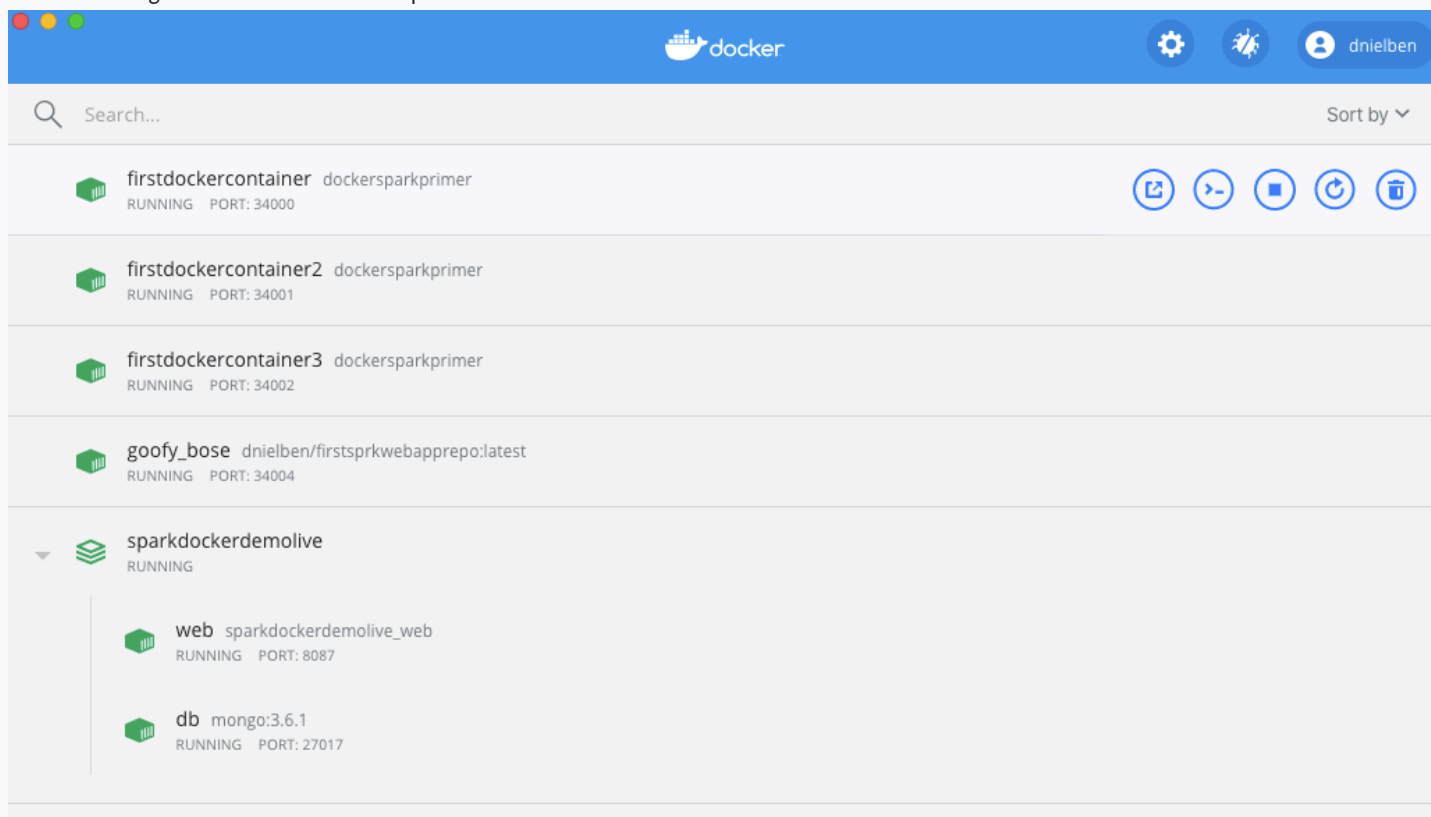 docker
dnielben
Search...
Sort by
firstdockercontainer dockersparkprimer
RUNNING PORT: 34000
firstdockercontainer2 dockersparkprimer
RUNNING PORT: 34001
firstdockercontainer3 dockersparkprimer
RUNNING PORT: 34002
goofy_bose dnielben/firstsprkwebapprepo:latest
RUNNING PORT: 34004
sparkdockerdemolive
RUNNING
web sparkdockerdemolive_web
RUNNING PORT: 8087
db mongo:3.6.1
RUNNING PORT: 27017